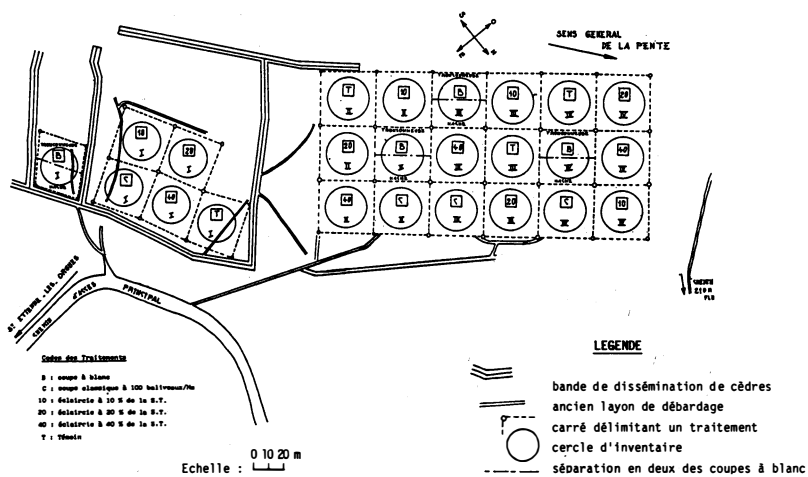 SENS GENERAL
DE LA PENTE
T 10 B 10 T 20
20 B 40 T B 40
40 C C 20 C 10
10 20
B
C 40 T
ST ETIENNE-LES-ORGUES
CHEMIN D'ACCES PRINCIPAL
Codes des Traitements
B : coupe à blanc
C : coupe classique à 100 baliveaux/Ha
10 : éclaircie à 10 % de la S.T.
20 : éclaircie à 20 % de la S.T.
40 : éclaircie à 40 % de la S.T.
T : Témoin
Echelle : 0 10 20 m
LEGENDE
bande de dissémination de cèdres
ancien layon de débardage
carré délimitant un traitement
cercle d'inventaire
séparation en deux des coupes à blanc